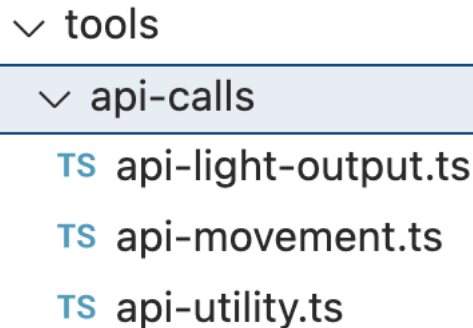 tools
api-calls
TS api-light-output.ts
TS api-movement.ts
TS api-utility.ts